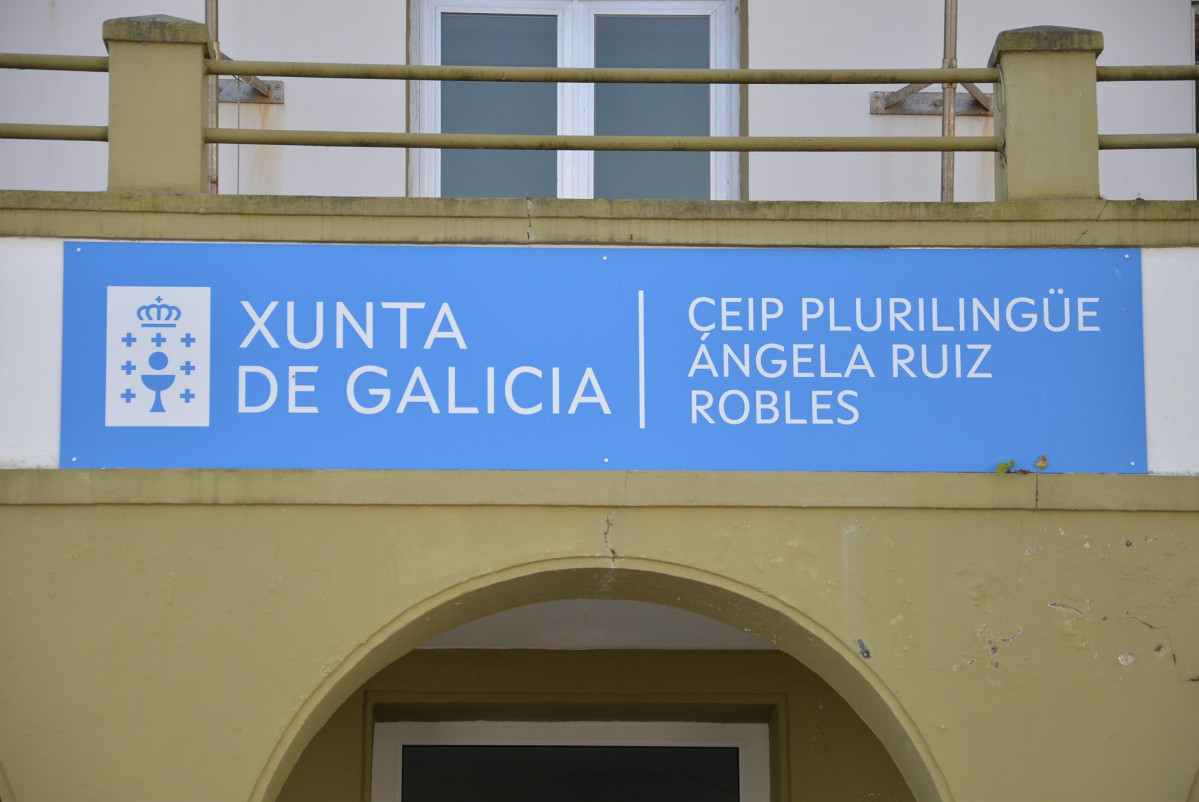 XUNTA
DE GALICIA
CEIP PLURILINGÜE
ÁNGELA RUIZ
ROBLES